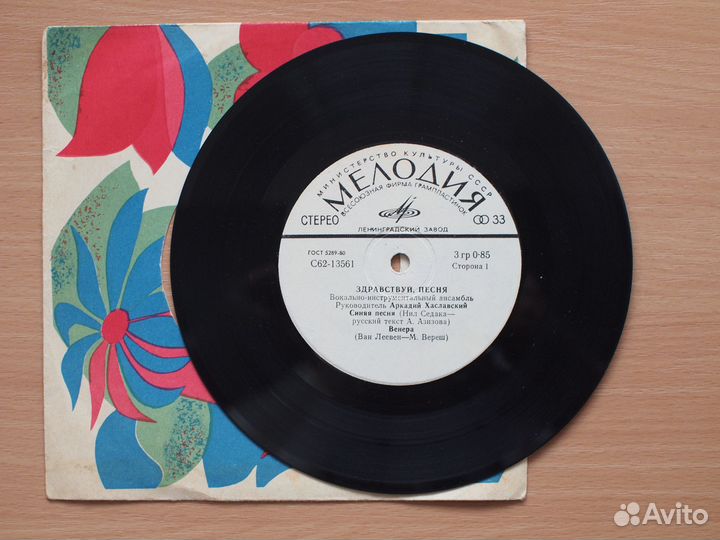 МИНИСТЕРСТВО КУЛЬТУРЫ СССР
МЕЛОДИЯ
ВСЕСОЮЗНАЯ ФИРМА ГРАМПЛАСТИНОК
СТЕРЕО 33
ЛЕНИНГРАДСКИЙ ЗАВОД
ГОСТ 5289-80 3 гр 0-85
С62-13561 Сторона 1
ЗДРАВСТВУЙ, ПЕСНЯ
Вокально-инструментальный ансамбль
Руководитель Аркадий Хаславский
Синяя песня (Нил Седака—
русский текст А. Азизова)
Венера
(Ван Леевен—М. Вереш)
Avito